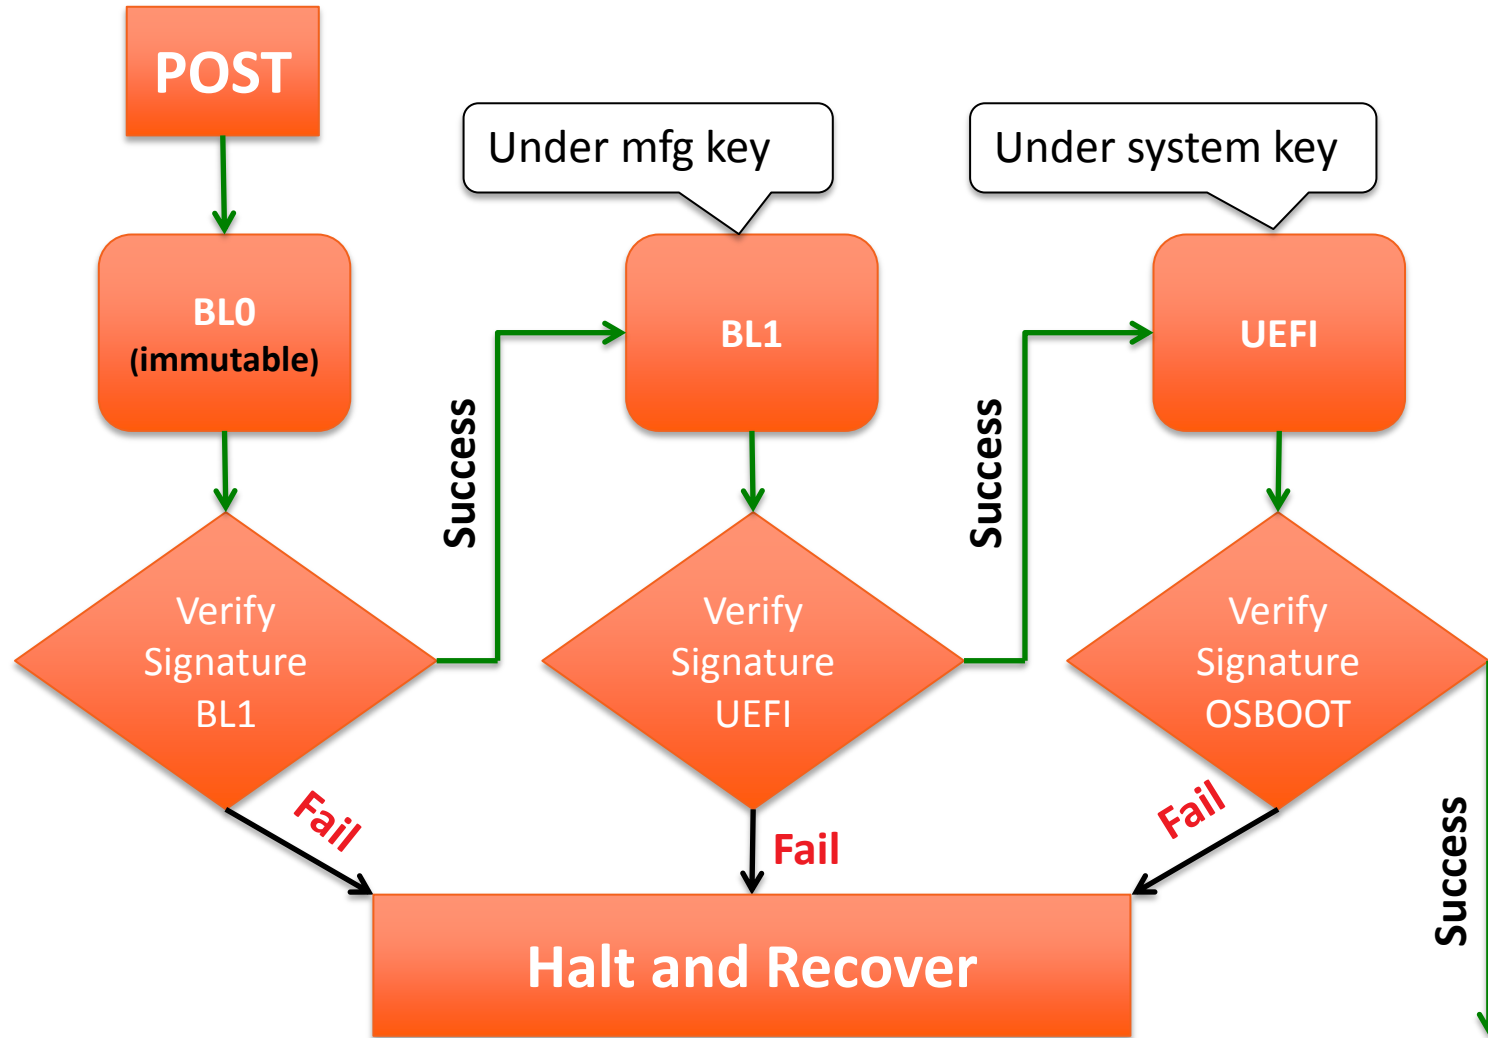 POST
Under mfg key
Under system key
BL0
(immutable)
BL1
UEFI
Success
Success
Verify
Signature
BL1
Verify
Signature
UEFI
Verify
Signature
OSBOOT
Fail
Fail
Fail
Success
Halt and Recover